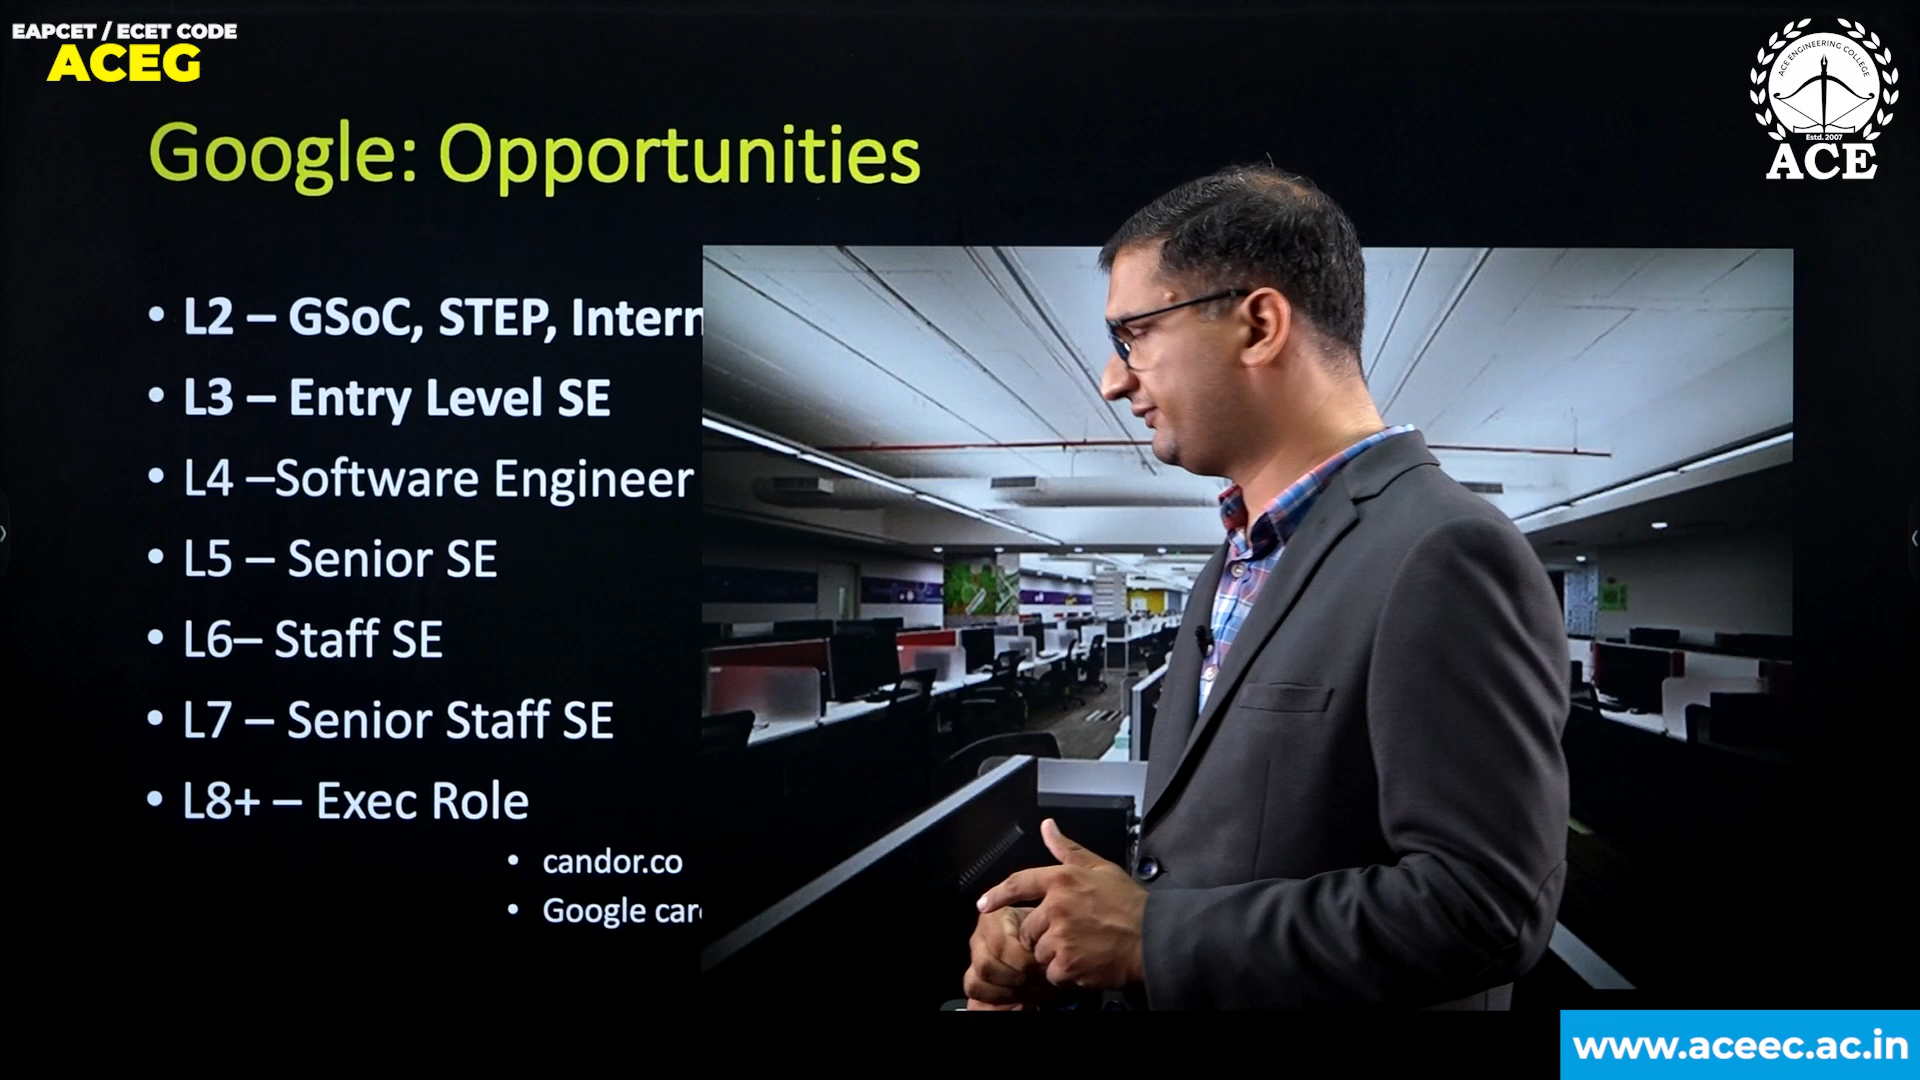 EAPCET / ECET CODE
ACEG
ACE ENGINEERING COLLEGE
Estd. 2007
ACE
Google: Opportunities
• L2 – GSoC, STEP, Intern
• L3 – Entry Level SE
• L4 –Software Engineer
• L5 – Senior SE
• L6– Staff SE
• L7 – Senior Staff SE
• L8+ – Exec Role
• candor.co
• Google
www.aceec.ac.in